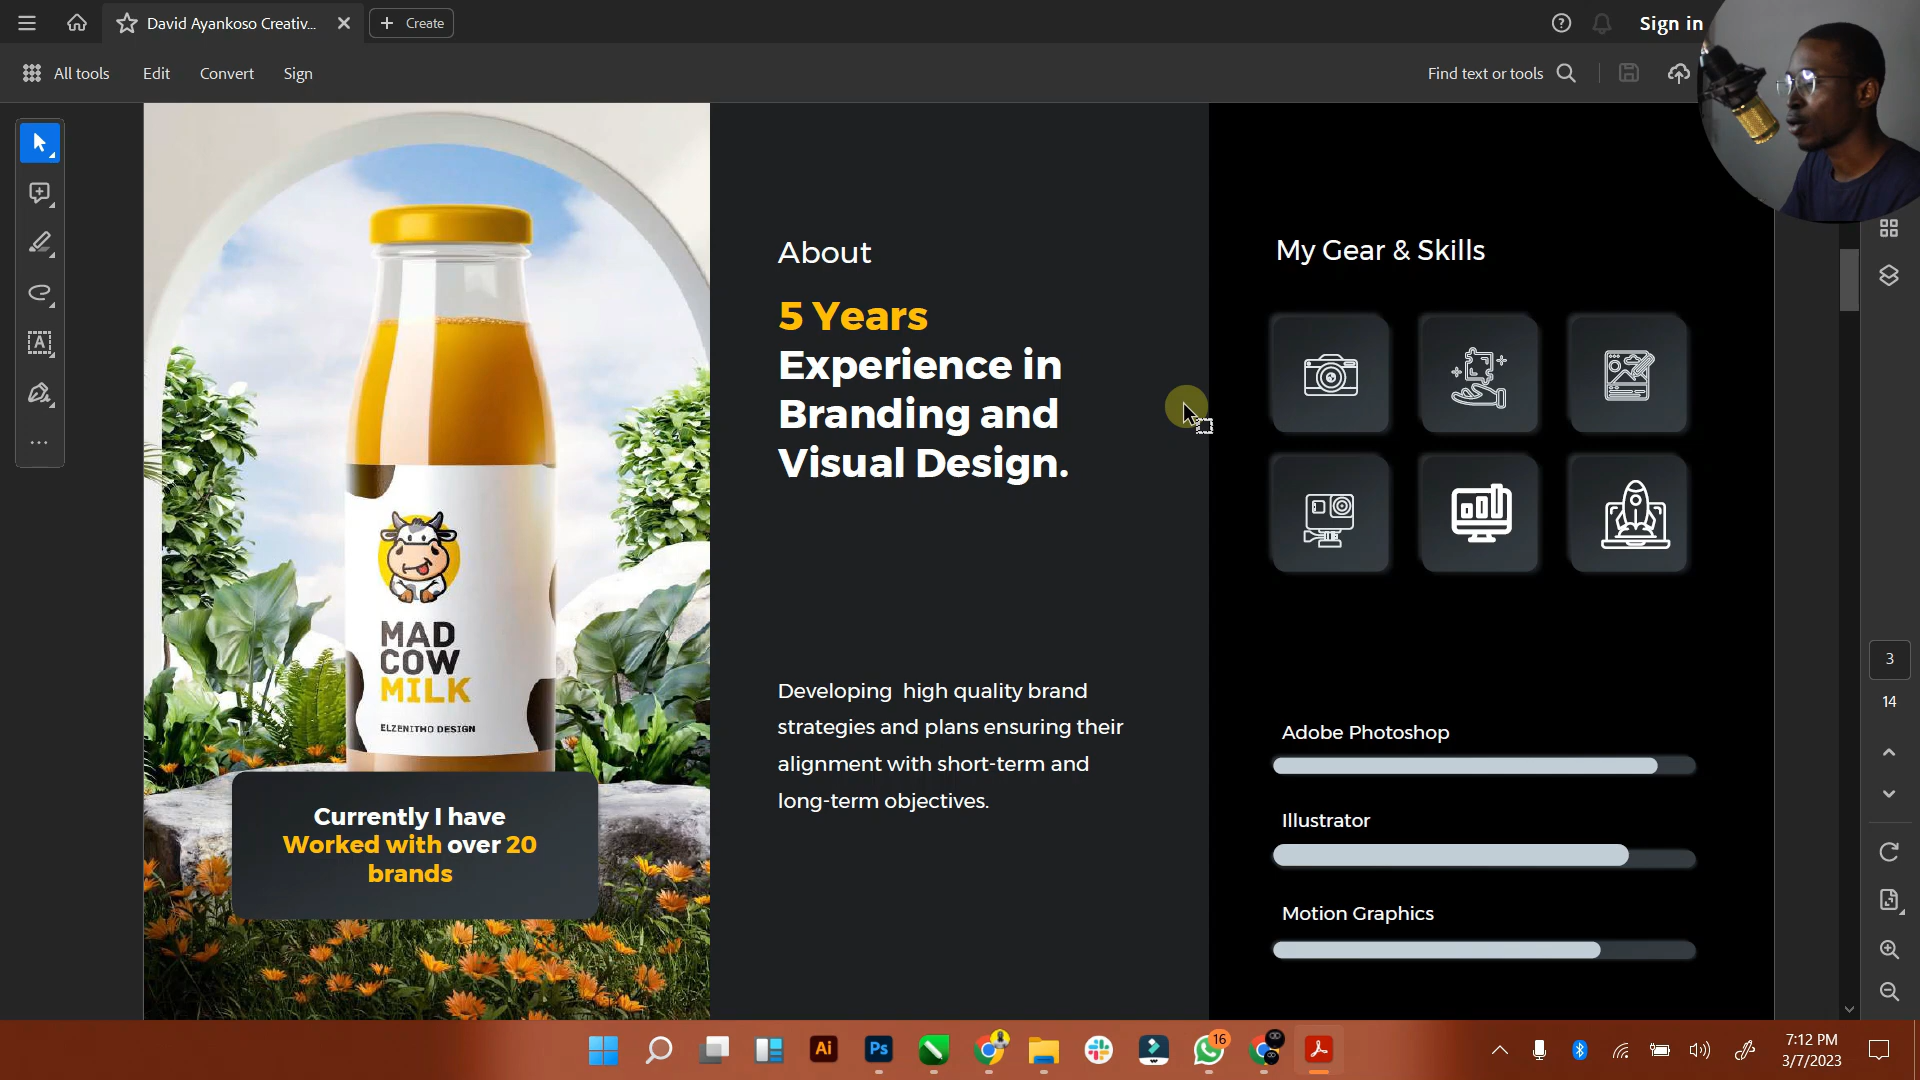 David Ayankoso Creativ...
Create
Sign in
All tools
Edit
Convert
Sign
Find text or tools
About
5 Years
Experience in
Branding and
Visual Design.
Developing high quality brand
strategies and plans ensuring their
alignment with short-term and
long-term objectives.
My Gear & Skills
Adobe Photoshop
Illustrator
Motion Graphics
MAD
COW
MILK
ELZENITHO DESIGN
Currently I have
Worked with over 20
brands
3
14
Ai
Ps
16
7:12 PM
3/7/2023